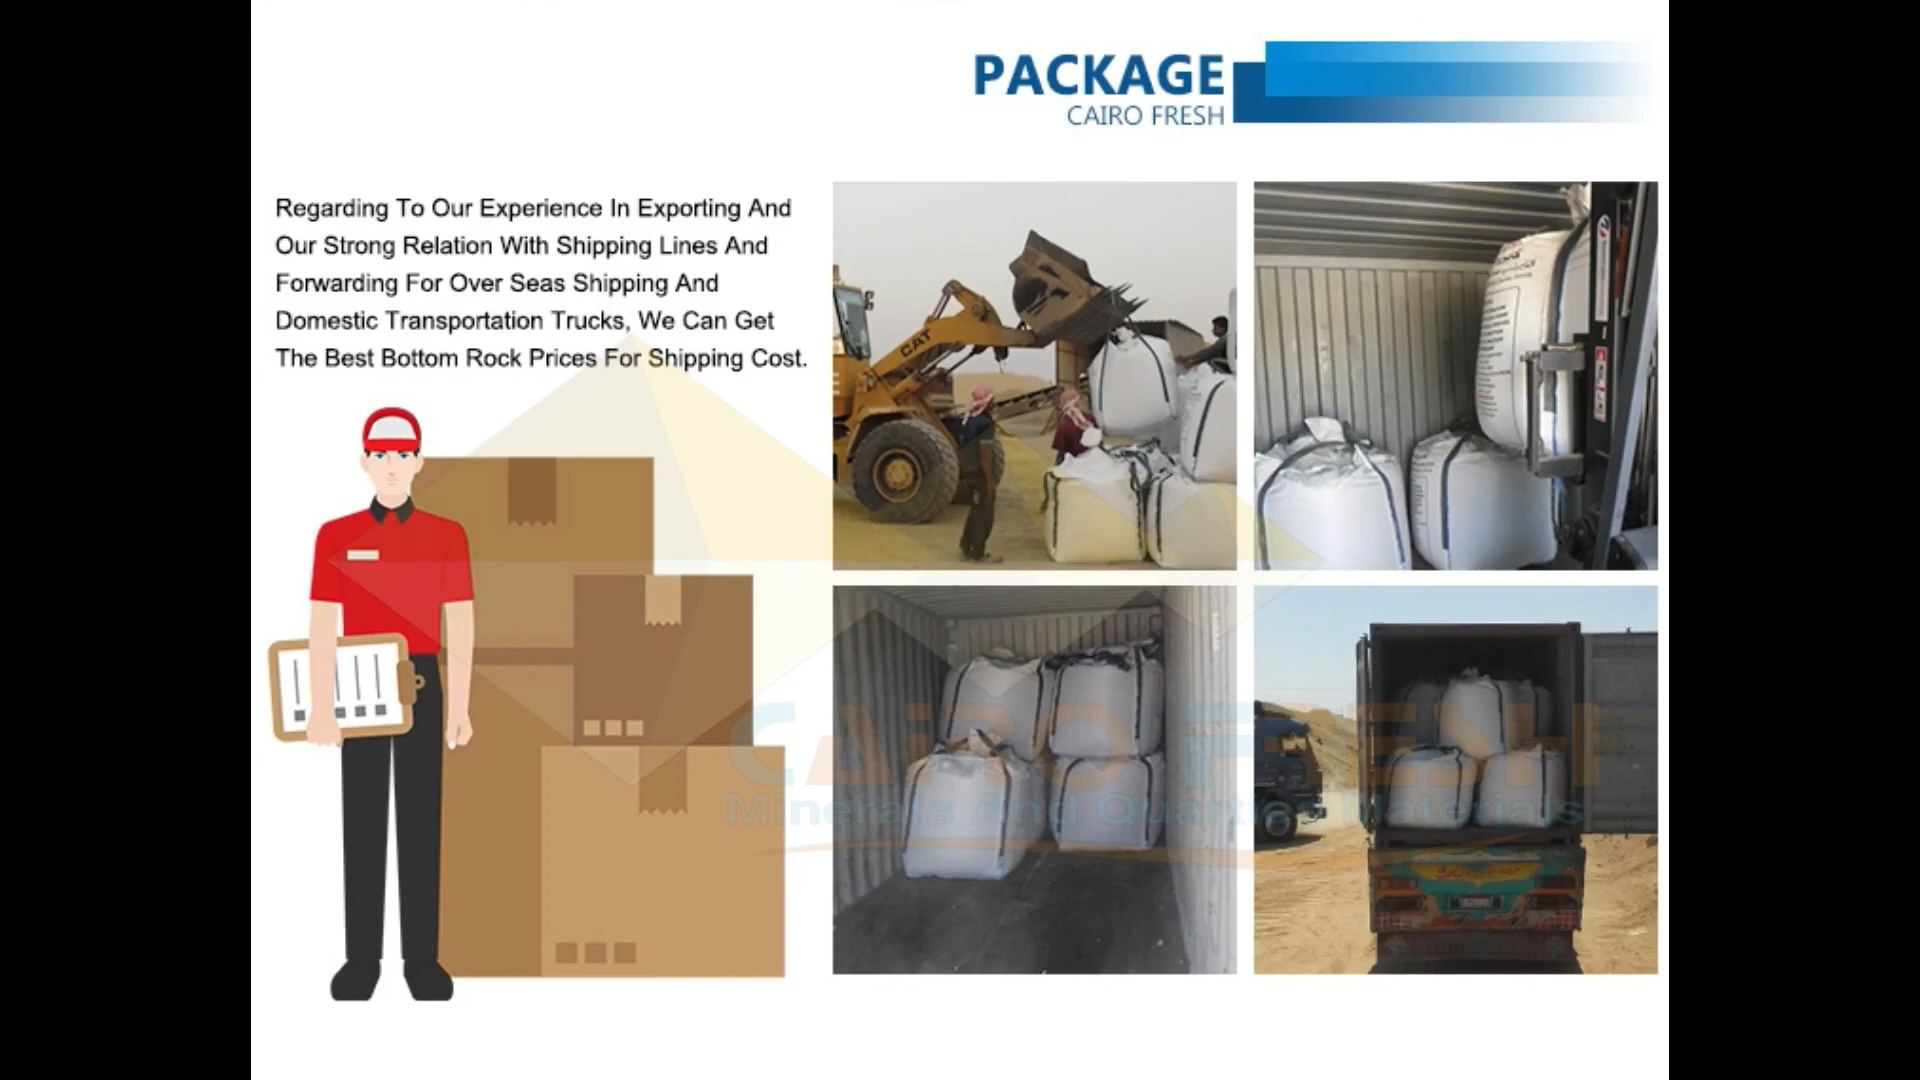 PACKAGE
CAIRO FRESH
Regarding To Our Experience In Exporting And
Our Strong Relation With Shipping Lines And
Forwarding For Over Seas Shipping And
Domestic Transportation Trucks, We Can Get
The Best Bottom Rock Prices For Shipping Cost.
CAT
CAIRO FRESH
Minerals And Quartics Materials